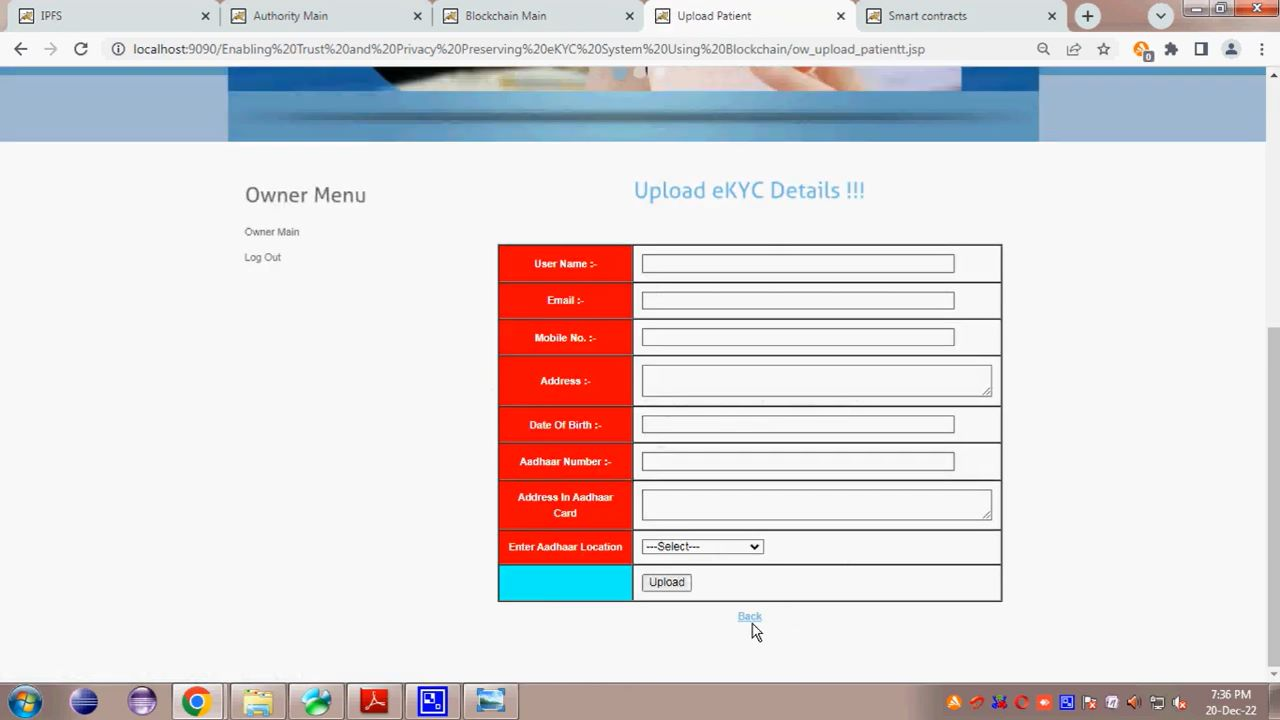 IPFS
Authority Main
Blockchain Main
Upload Patient
Smart contracts
localhost:9090/Enabling%20Trust%20and%20Privacy%20Preserving%20eKYC%20System%20Using%20Blockchain/ow_upload_patientt.jsp
0
Owner Menu
Owner Main
Log Out
Upload eKYC Details !!!
User Name :-
Email :-
Mobile No. :-
Address :-
Date Of Birth :-
Aadhaar Number :-
Address In Aadhaar
Card
Enter Aadhaar Location
---Select---
Upload
Back
7:36 PM
20-Dec-22